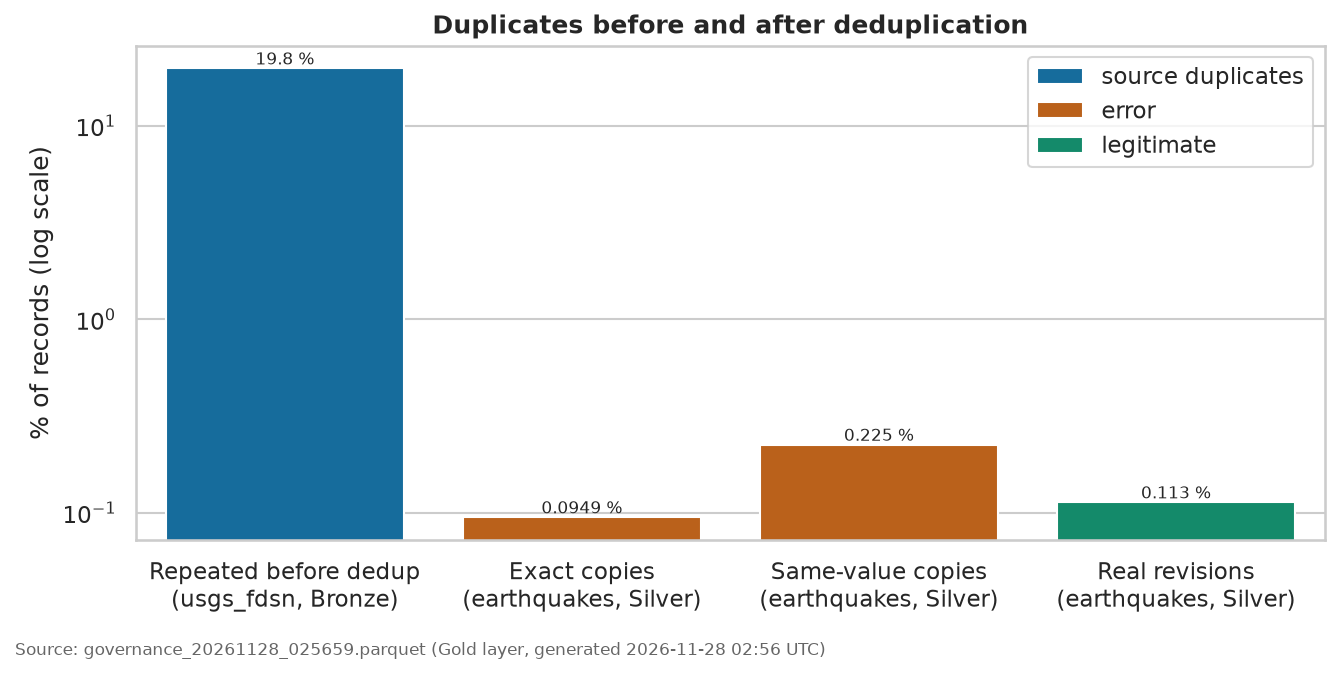 Duplicates before and after deduplication
19.8 %
source duplicates
error
legitimate
10¹
10⁰
10⁻¹
% of records (log scale)
0.0949 %
0.225 %
0.113 %
Repeated before dedup
(usgs_fdsn, Bronze)
Exact copies
(earthquakes, Silver)
Same-value copies
(earthquakes, Silver)
Real revisions
(earthquakes, Silver)
Source: governance_20261128_025659.parquet (Gold layer, generated 2026-11-28 02:56 UTC)